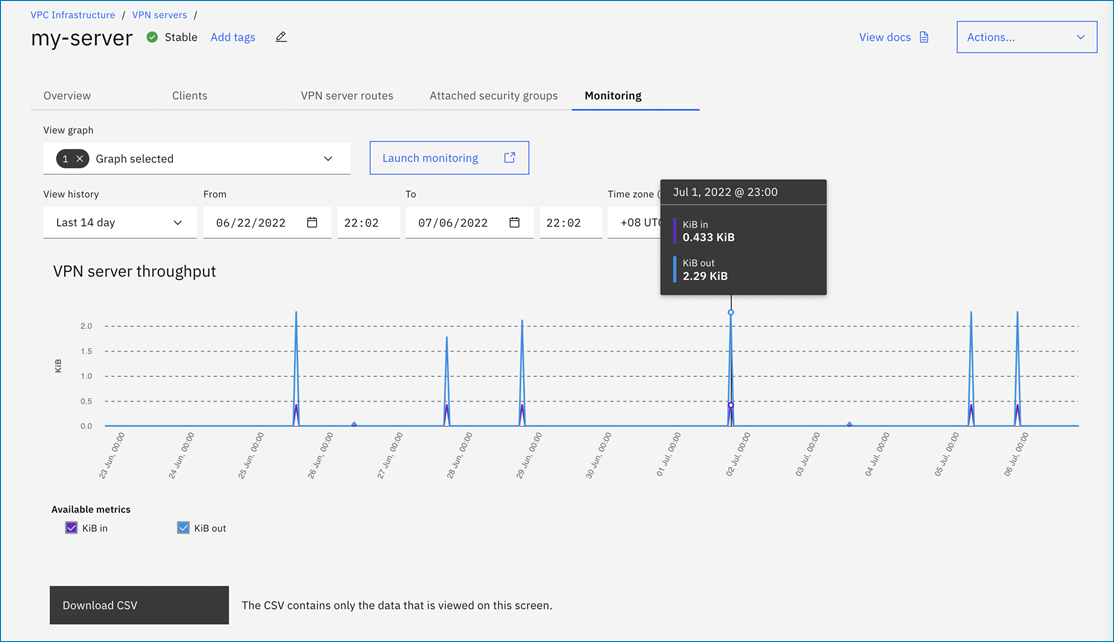 VPC Infrastructure / VPN servers /
my-server Stable Add tags View docs Actions...
Overview Clients VPN server routes Attached security groups Monitoring
View graph
1 × Graph selected Launch monitoring
View history From To Time zone (
Last 14 day 06/22/2022 22:02 07/06/2022 22:02 +08 UTC
Jul 1, 2022 @ 23:00
KiB in
0.433 KiB
KiB out
2.29 KiB
VPN server throughput
KiB
2.0
1.5
1.0
0.5
0.0
23 Jun, 00:00 24 Jun, 00:00 25 Jun, 00:00 26 Jun, 00:00 27 Jun, 00:00 28 Jun, 00:00 29 Jun, 00:00 30 Jun, 00:00 01 Jul, 00:00 02 Jul, 00:00 03 Jul, 00:00 04 Jul, 00:00 05 Jul, 00:00 06 Jul, 00:00
Available metrics
KiB in KiB out
Download CSV The CSV contains only the data that is viewed on this screen.